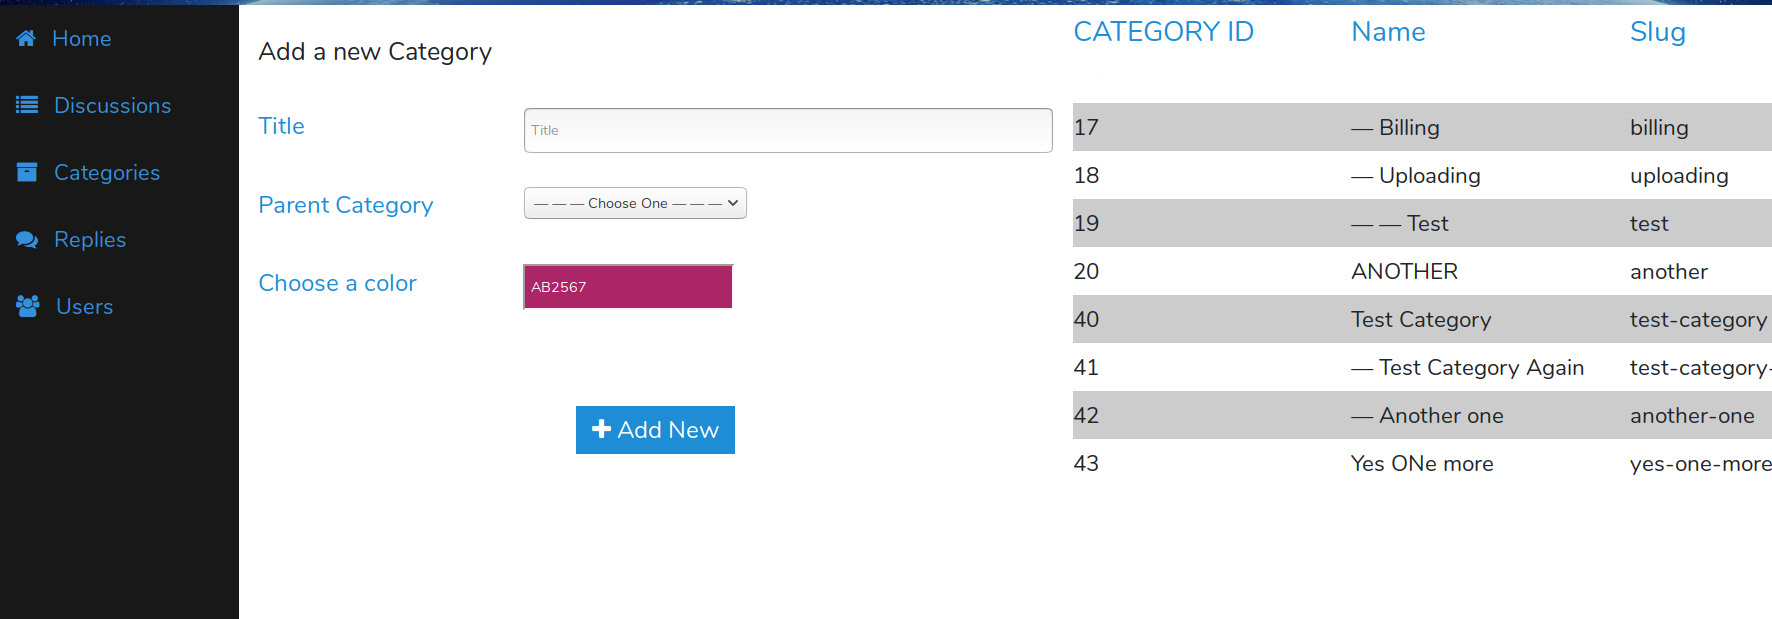 Home
Discussions
Categories
Replies
Users
Add a new Category
Title
Title
Parent Category
— — — Choose One — — —
Choose a color
AB2567
Add New
CATEGORY ID Name Slug
17 — Billing billing
18 — Uploading uploading
19 — — Test test
20 ANOTHER another
40 Test Category test-category
41 — Test Category Again test-category-
42 — Another one another-one
43 Yes ONe more yes-one-more